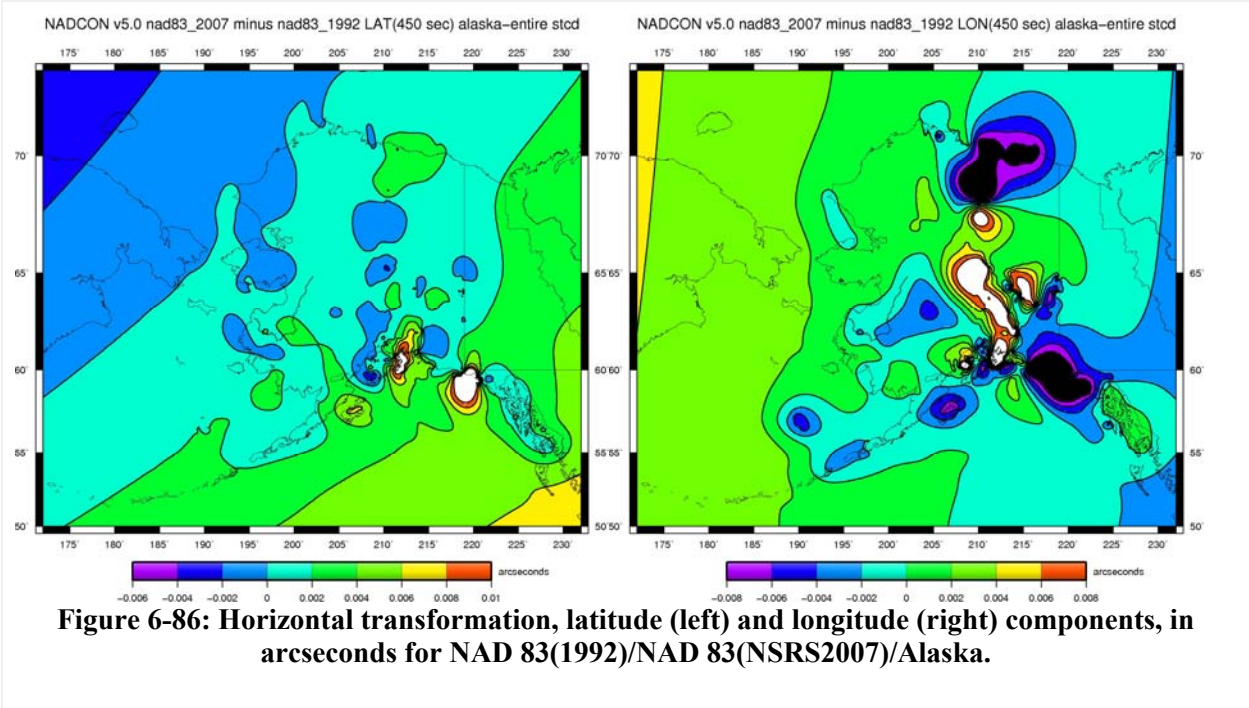 NADCON v5.0 nad83_2007 minus nad83_1992 LAT(450 sec) alaska−entire stcd
NADCON v5.0 nad83_2007 minus nad83_1992 LON(450 sec) alaska−entire stcd
175˚ 180˚ 185˚ 190˚ 195˚ 200˚ 205˚ 210˚ 215˚ 220˚ 225˚ 230˚
175˚ 180˚ 185˚ 190˚ 195˚ 200˚ 205˚ 210˚ 215˚ 220˚ 225˚ 230˚
70˚ 70˚ 70˚ 70˚
65˚ 65˚ 65˚ 65˚
60˚ 60˚ 60˚ 60˚
55˚ 55˚ 55˚ 55˚
50˚ 50˚ 50˚ 50˚
175˚ 180˚ 185˚ 190˚ 195˚ 200˚ 205˚ 210˚ 215˚ 220˚ 225˚ 230˚
175˚ 180˚ 185˚ 190˚ 195˚ 200˚ 205˚ 210˚ 215˚ 220˚ 225˚ 230˚
arcseconds
−0.006 −0.004 −0.002 0 0.002 0.004 0.006 0.008 0.01
arcseconds
−0.008 −0.006 −0.004 −0.002 0 0.002 0.004 0.006 0.008
Figure 6-86: Horizontal transformation, latitude (left) and longitude (right) components, in
arcseconds for NAD 83(1992)/NAD 83(NSRS2007)/Alaska.